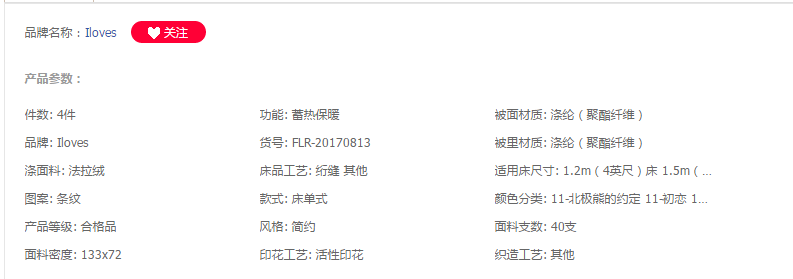 品牌名称：Iloves 关注
产品参数：
件数: 4件 功能: 蓄热保暖 被面材质: 涤纶（聚酯纤维）
品牌: Iloves 货号: FLR-20170813 被里材质: 涤纶（聚酯纤维）
涤面料: 法拉绒 床品工艺: 绗缝 其他 适用床尺寸: 1.2m（4英尺）床 1.5m（...
图案: 条纹 款式: 床单式 颜色分类: 11-北极熊的约定 11-初恋 1...
产品等级: 合格品 风格: 简约 面料支数: 40支
面料密度: 133x72 印花工艺: 活性印花 织造工艺: 其他